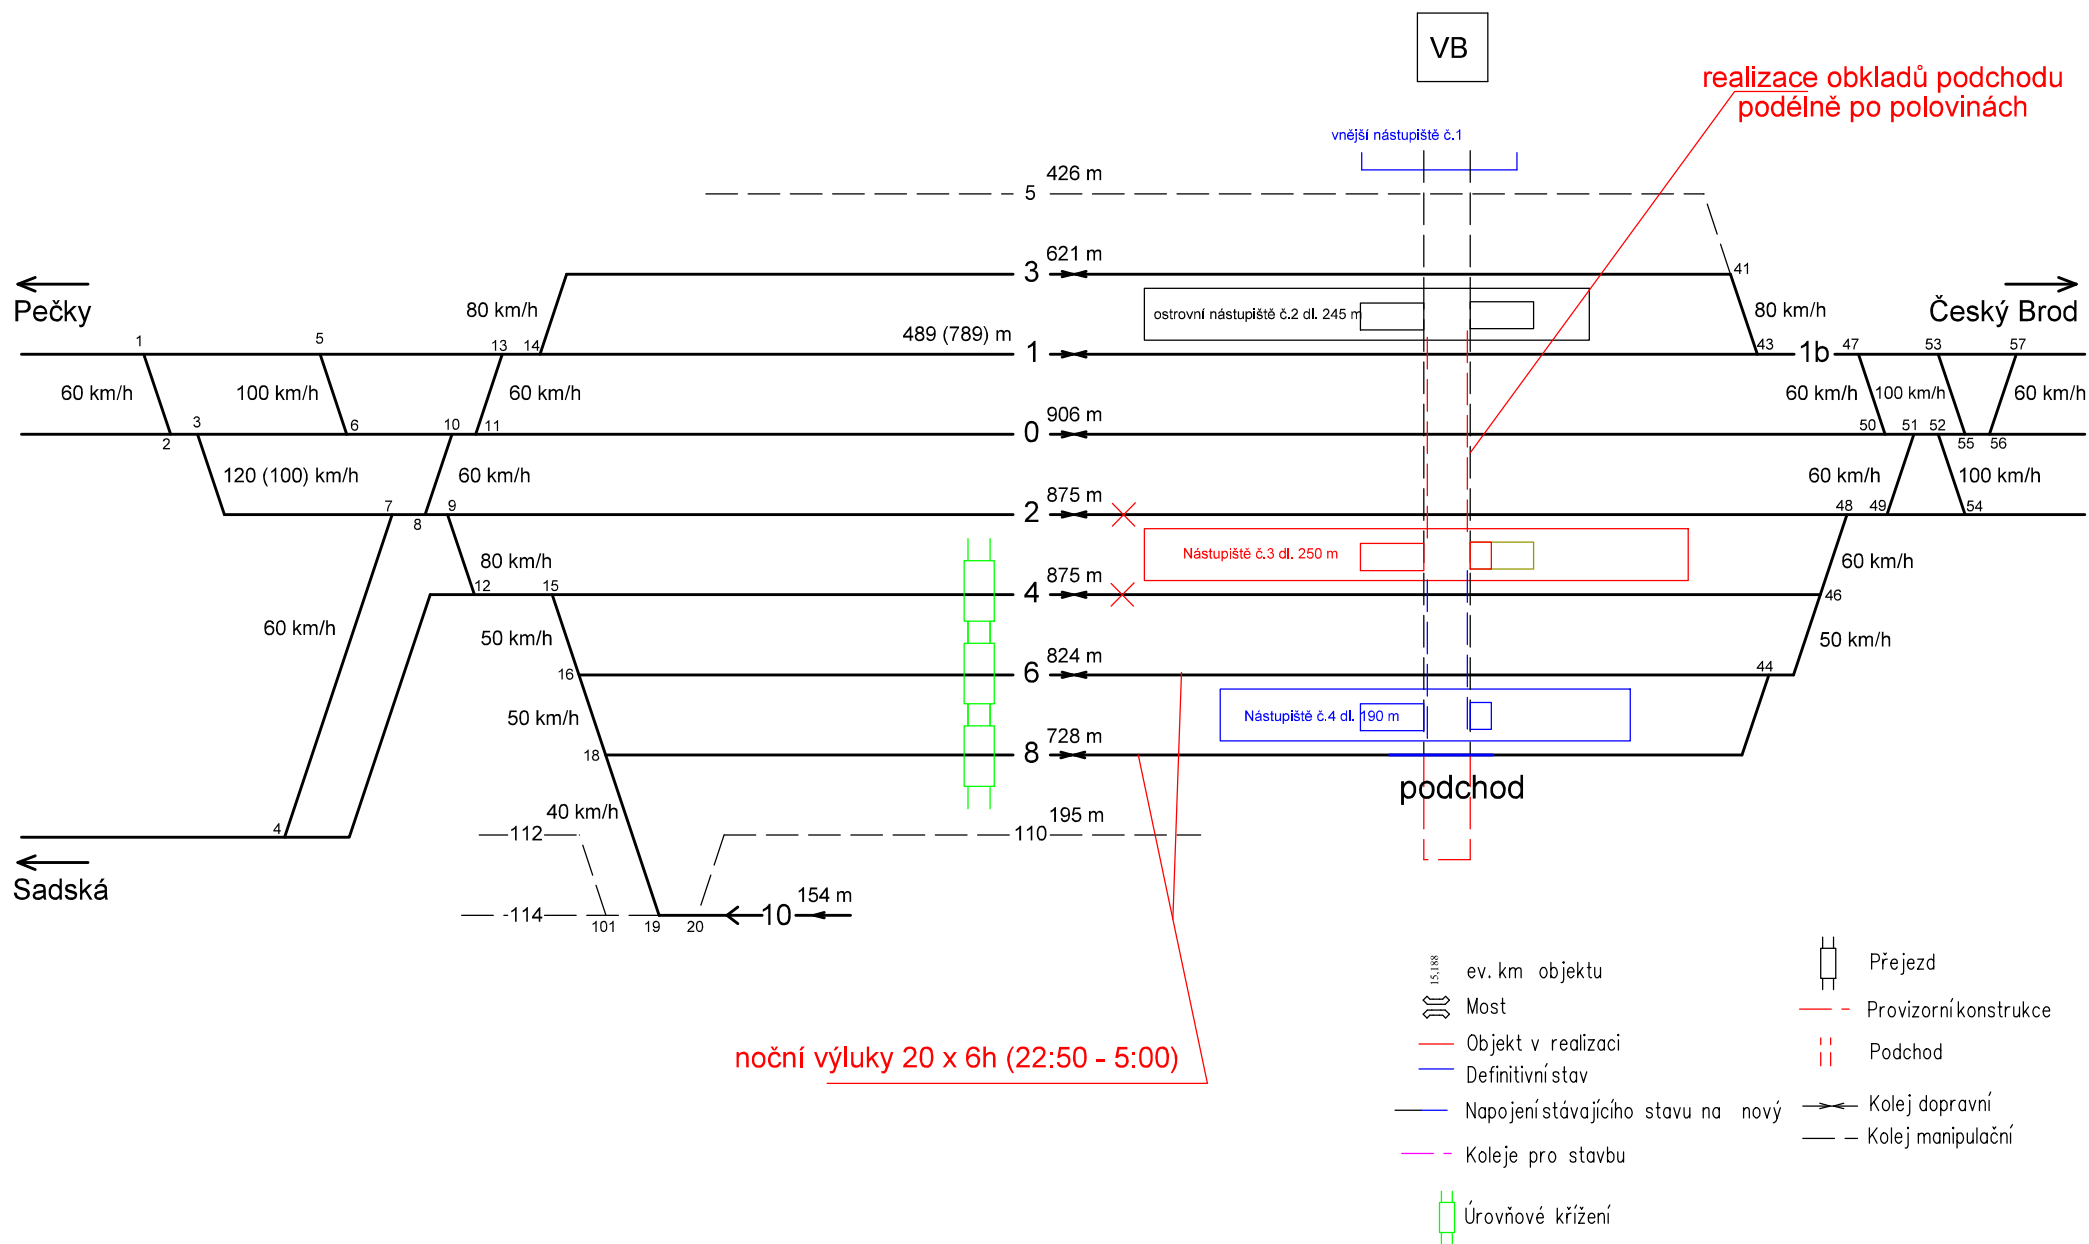 VB
realizace obkladů podchodu
podélně po polovinách
vnější nástupiště č.1
426 m
5
621 m
3
41
Pečky
80 km/h
ostrovní nástupiště č.2 dl. 245 m
80 km/h
Český Brod
489 (789) m
1
5
13
14
1
43
1b
47
53
57
60 km/h
100 km/h
60 km/h
60 km/h
100 km/h
60 km/h
906 m
3
2
6
10
11
0
50
51
52
55
56
120 (100) km/h
60 km/h
60 km/h
100 km/h
875 m
7
8
9
2
48
49
54
80 km/h
Nástupiště č.3 dl. 250 m
60 km/h
875 m
12
15
4
46
60 km/h
50 km/h
50 km/h
824 m
16
6
44
50 km/h
Nástupiště č.4 dl. 190 m
728 m
18
8
podchod
40 km/h
195 m
4
112
110
Sadská
154 m
114
101
19
20
10
noční výluky 20 x 6h (22:50 - 5:00)
15,188
ev. km objektu
Přejezd
Most
Provizorní konstrukce
Objekt v realizaci
Podchod
Definitivní stav
Napojení stávajícího stavu na nový
Kolej dopravní
Kolej manipulační
Koleje pro stavbu
Úrovňové křížení